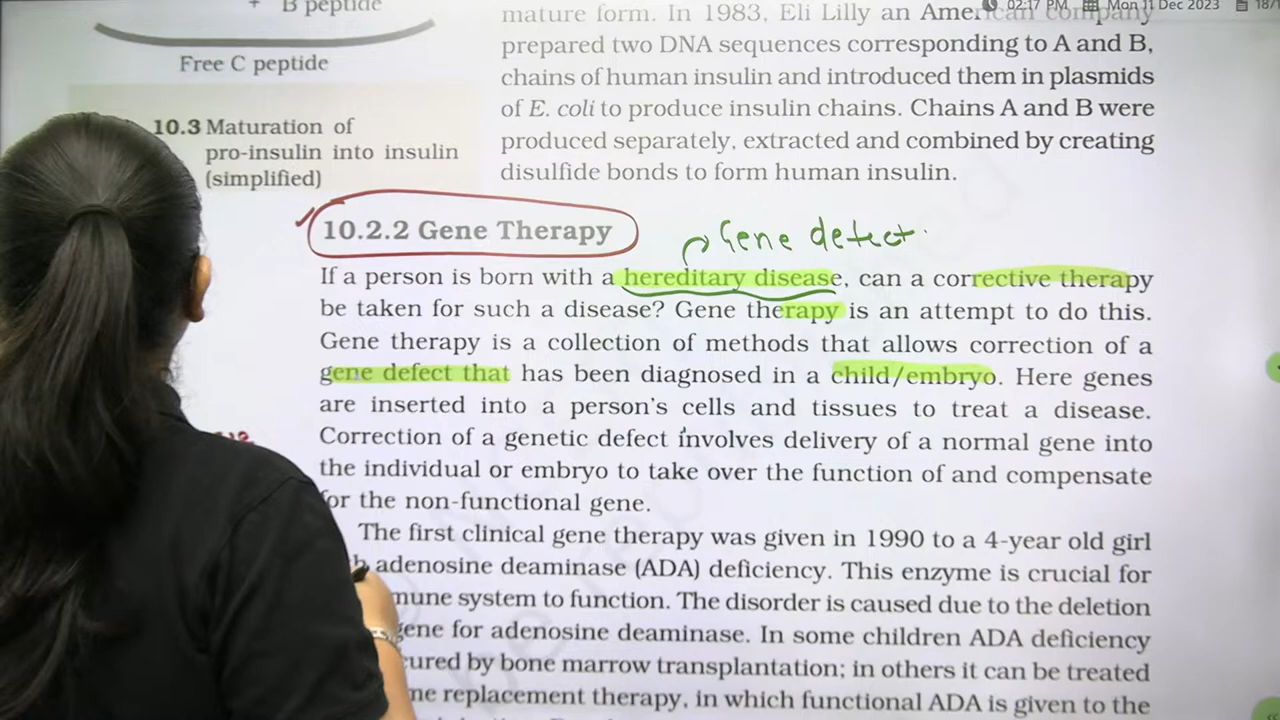 + B peptide
Free C peptide
10.3 Maturation of
pro-insulin into insulin
(simplified)
02:17 PM Mon 11 Dec 2023
mature form. In 1983, Eli Lilly an American company
prepared two DNA sequences corresponding to A and B,
chains of human insulin and introduced them in plasmids
of E. coli to produce insulin chains. Chains A and B were
produced separately, extracted and combined by creating
disulfide bonds to form human insulin.
10.2.2 Gene Therapy
Gene defect.
If a person is born with a hereditary disease, can a corrective therapy
be taken for such a disease? Gene therapy is an attempt to do this.
Gene therapy is a collection of methods that allows correction of a
gene defect that has been diagnosed in a child/embryo. Here genes
are inserted into a person's cells and tissues to treat a disease.
Correction of a genetic defect involves delivery of a normal gene into
the individual or embryo to take over the function of and compensate
for the non-functional gene.
The first clinical gene therapy was given in 1990 to a 4-year old girl
adenosine deaminase (ADA) deficiency. This enzyme is crucial for
mune system to function. The disorder is caused due to the deletion
gene for adenosine deaminase. In some children ADA deficiency
cured by bone marrow transplantation; in others it can be treated
me replacement therapy, in which functional ADA is given to the